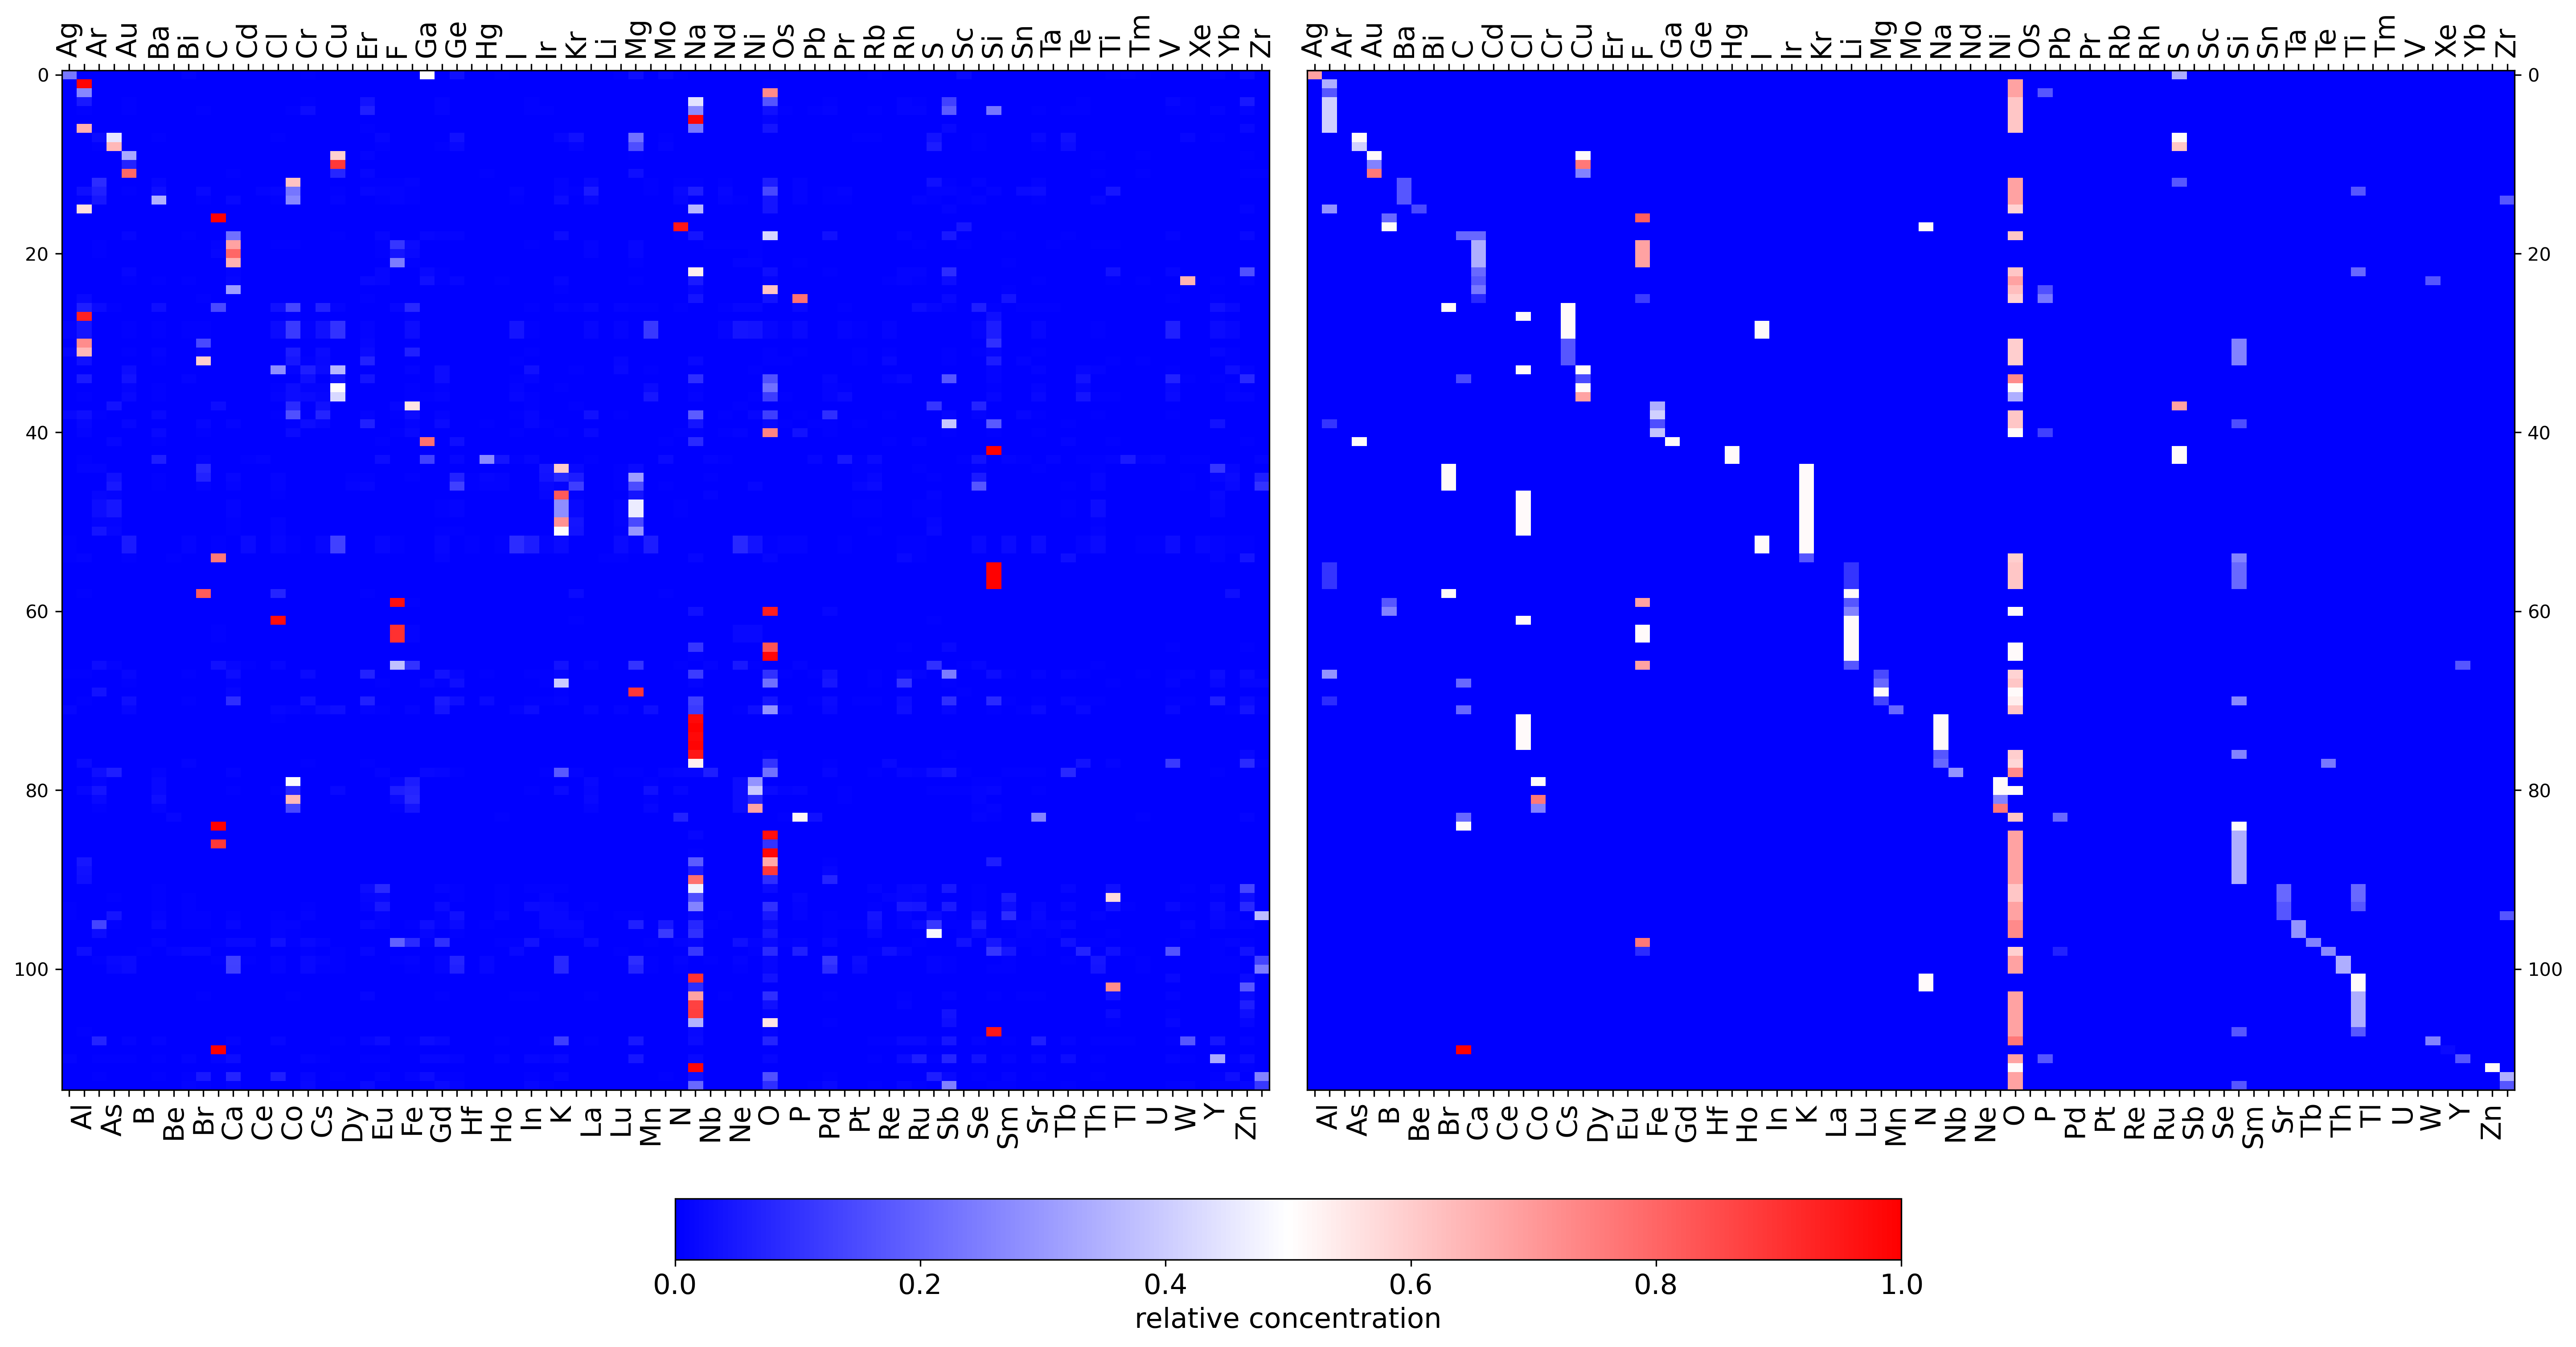 Ag Ar Au Ba Bi C Cd Cl Cr Cu Er F Ga Ge Hg I Ir Kr Li Mg Mo Na Nd Ni Os Pb Pr Rb Rh S Sc Si Sn Ta Te Ti Tm V Xe Yb Zr
Ag Ar Au Ba Bi C Cd Cl Cr Cu Er F Ga Ge Hg I Ir Kr Li Mg Mo Na Nd Ni Os Pb Pr Rb Rh S Sc Si Sn Ta Te Ti Tm V Xe Yb Zr
0 0
20 20
40 40
60 60
80 80
100 100
Al As B Be Br Ca Ce Co Cs Dy Eu Fe Gd Hf Ho In K La Lu Mn N Nb Ne O P Pd Pt Re Ru Sb Se Sm Sr Tb Th Tl U W Y Zn
Al As B Be Br Ca Ce Co Cs Dy Eu Fe Gd Hf Ho In K La Lu Mn N Nb Ne O P Pd Pt Re Ru Sb Se Sm Sr Tb Th Tl U W Y Zn
0.0 0.2 0.4 0.6 0.8 1.0
relative concentration